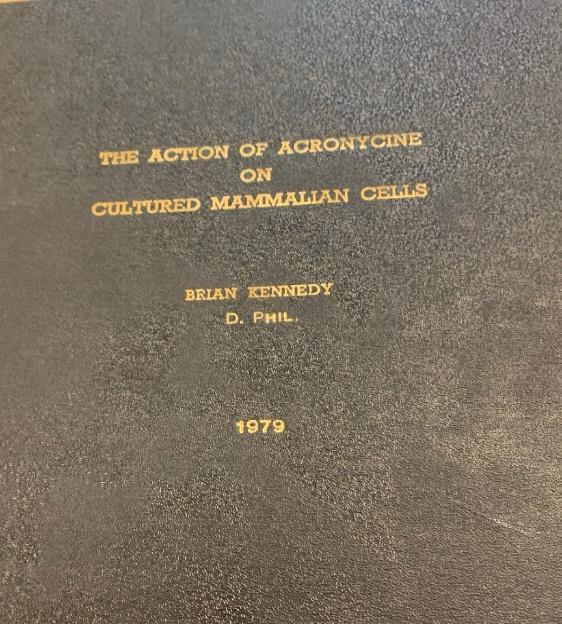 THE ACTION OF ACRONYCINE
ON
CULTURED MAMMALIAN CELLS
BRIAN KENNEDY
D. PHIL.
1979